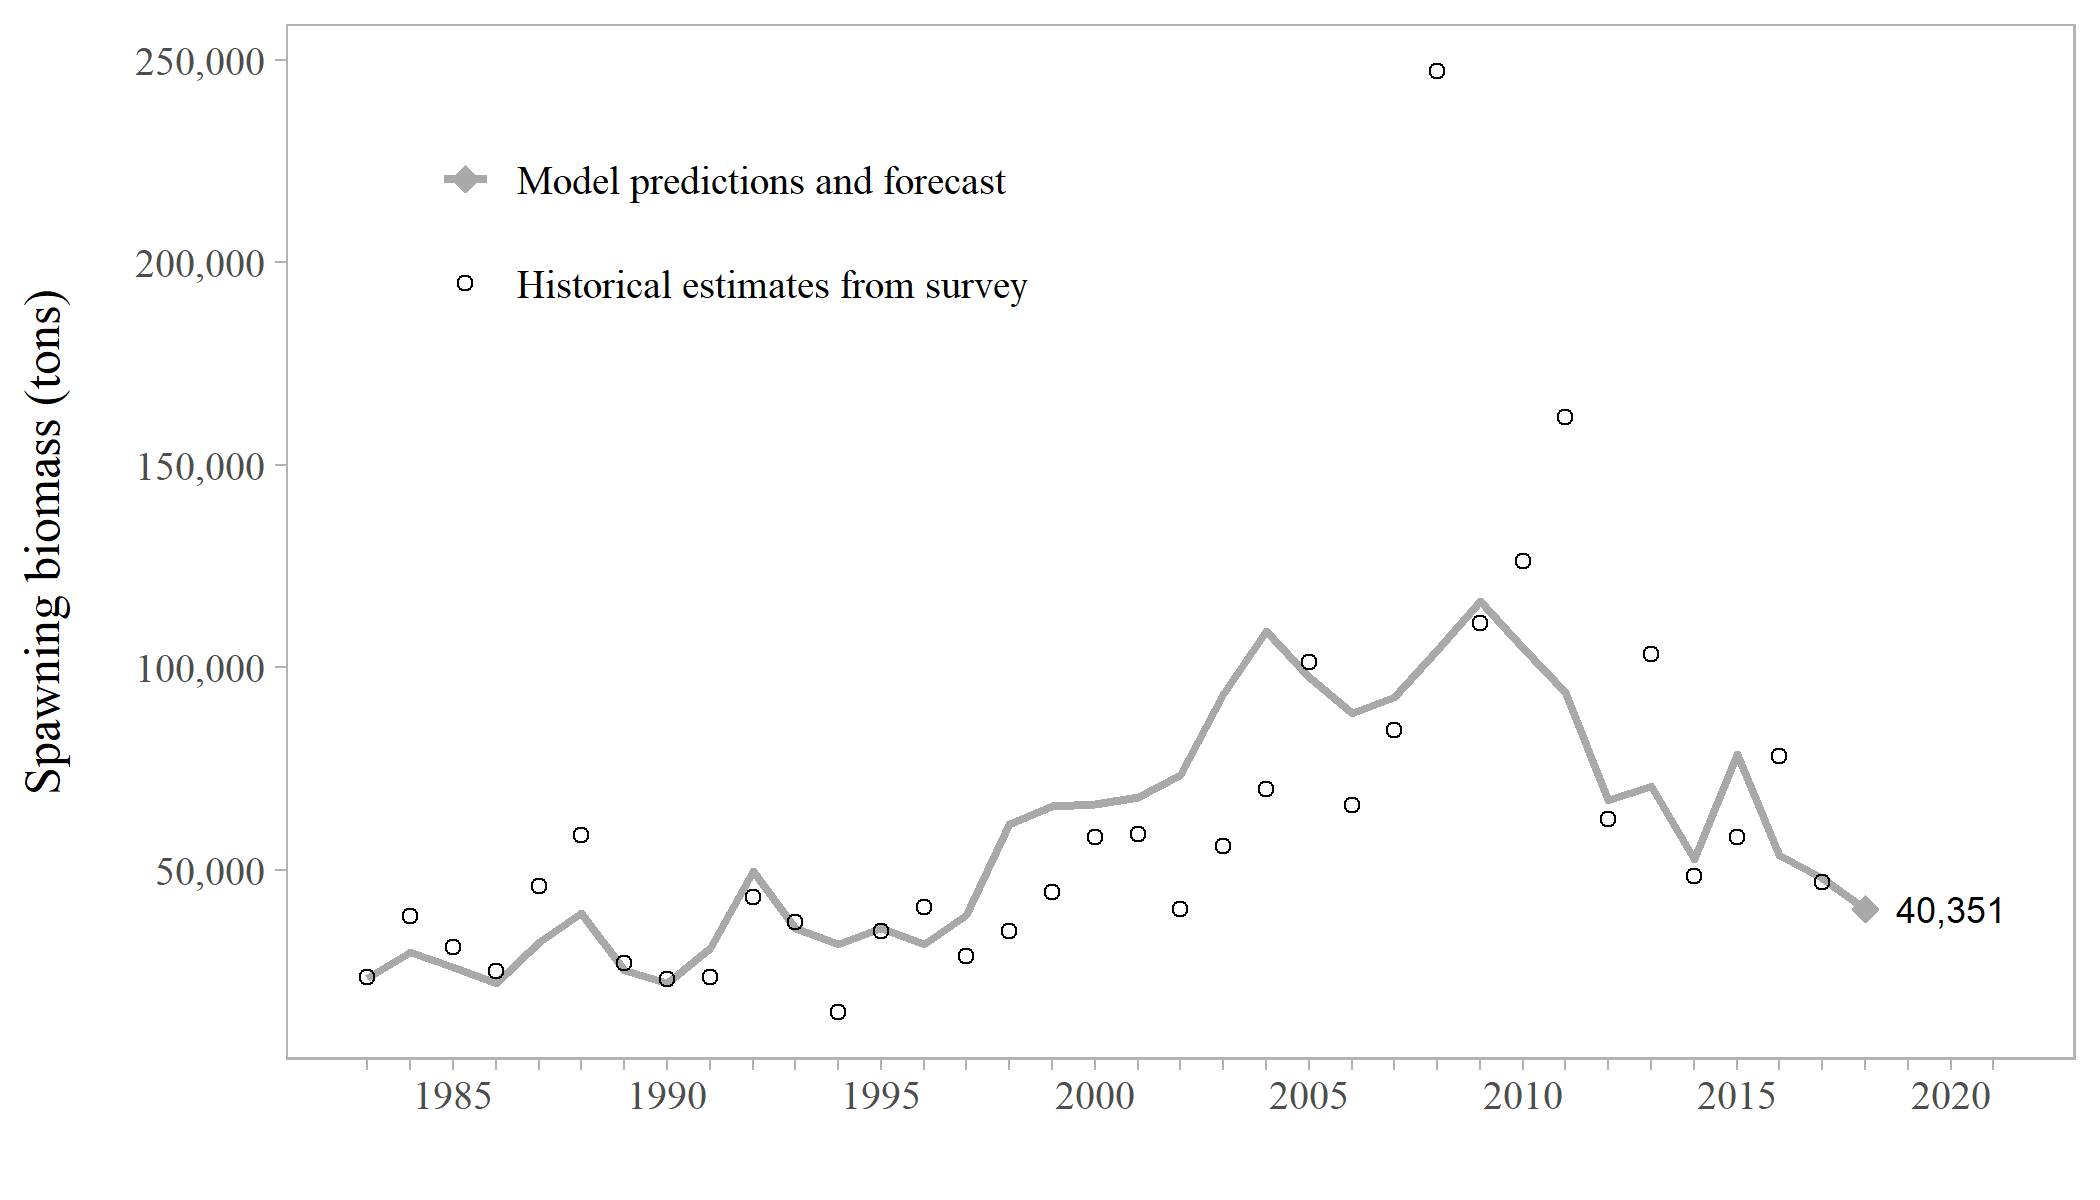 250,000
Model predictions and forecast
200,000
Historical estimates from survey
Spawning biomass (tons)
150,000
100,000
50,000
40,351
1985 1990 1995 2000 2005 2010 2015 2020